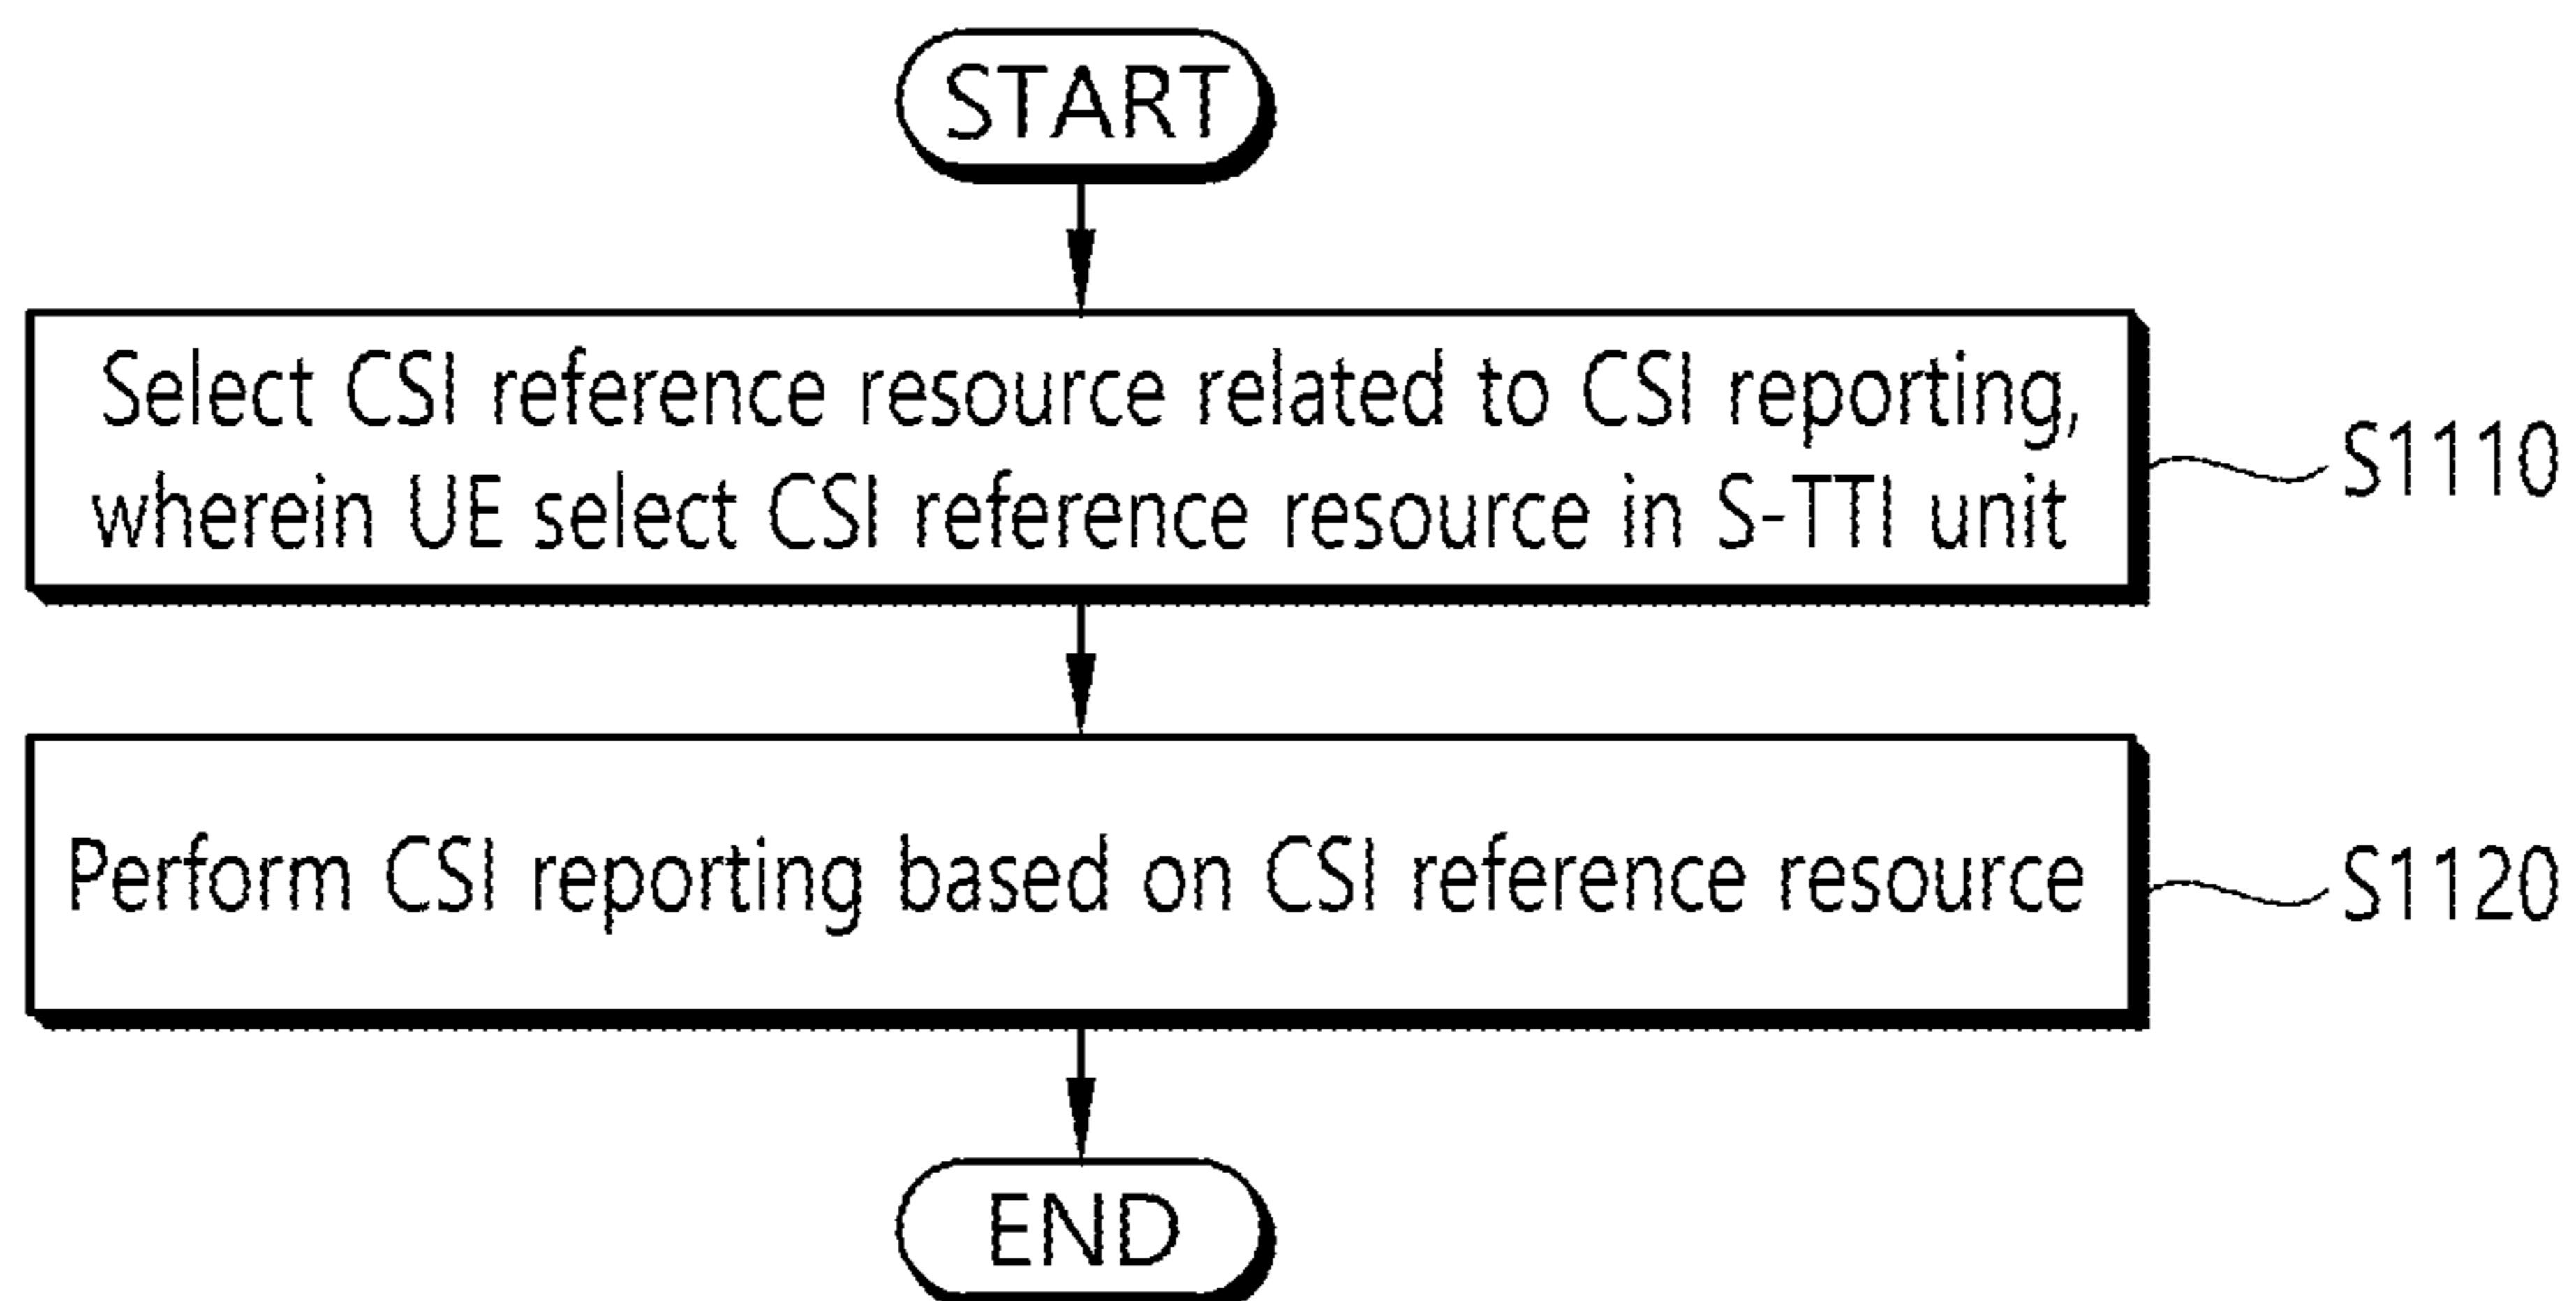 START
Select CSI reference resource related to CSI reporting,
wherein UE select CSI reference resource in S-TTI unit
S1110
Perform CSI reporting based on CSI reference resource
S1120
END